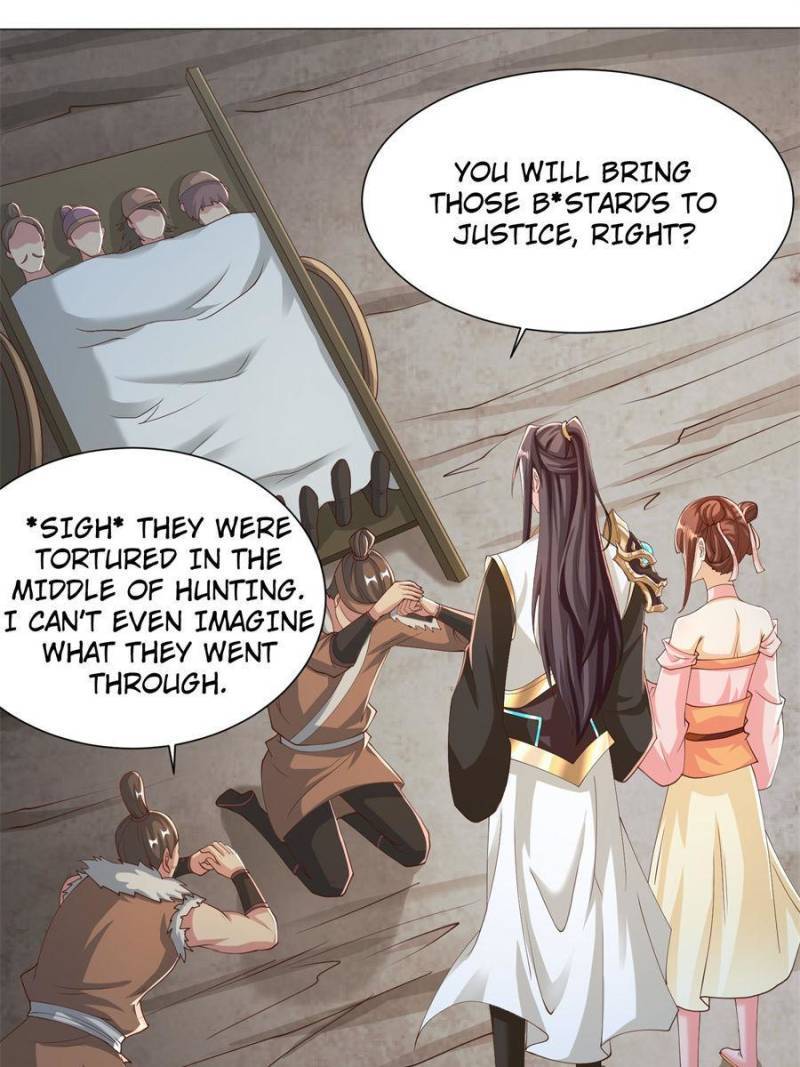 YOU WILL BRING
THOSE B*STARDS TO
JUSTICE, RIGHT?
*SIGH* THEY WERE
TORTURED IN THE
MIDDLE OF HUNTING.
I CAN'T EVEN IMAGINE
WHAT THEY WENT
THROUGH.